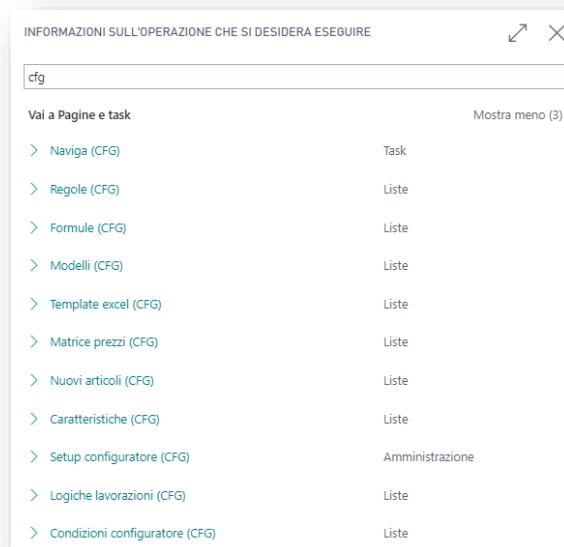 INFORMAZIONI SULL'OPERAZIONE CHE SI DESIDERA ESEGUIRE
cfg
Vai a Pagine e task Mostra meno (3)
Naviga (CFG) Task
Regole (CFG) Liste
Formule (CFG) Liste
Modelli (CFG) Liste
Template excel (CFG) Liste
Matrice prezzi (CFG) Liste
Nuovi articoli (CFG) Liste
Caratteristiche (CFG) Liste
Setup configuratore (CFG) Amministrazione
Logiche lavorazioni (CFG) Liste
Condizioni configuratore (CFG) Liste